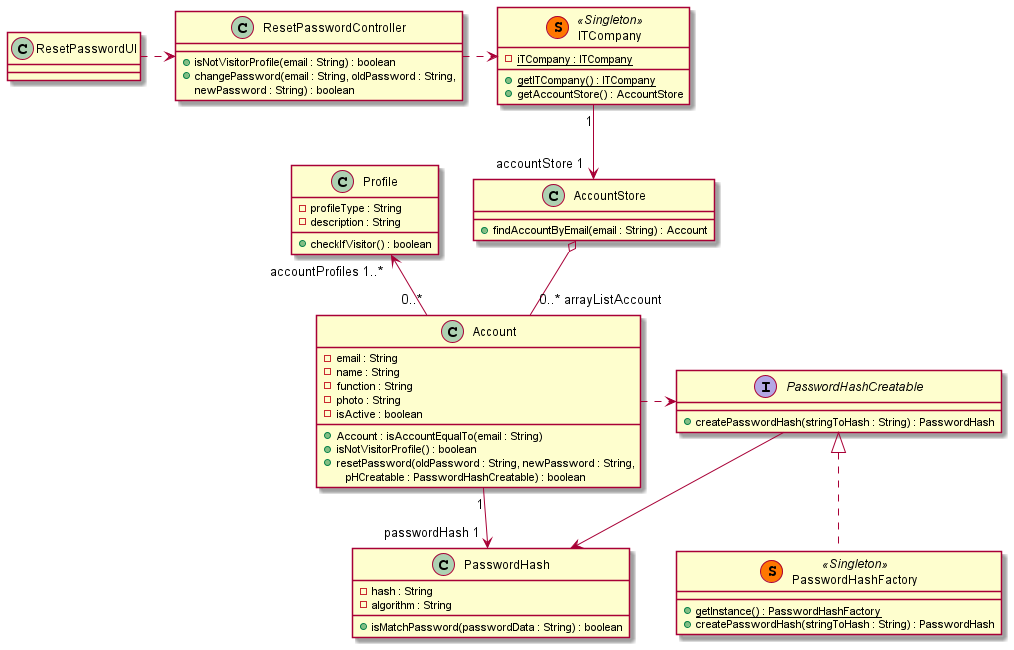 C ResetPasswordUI
C ResetPasswordController
isNotVisitorProfile(email : String) : boolean
changePassword(email : String, oldPassword : String,
newPassword : String) : boolean
«Singleton»
S ITCompany
iTCompany : ITCompany
getITCompany() : ITCompany
getAccountStore() : AccountStore
1
accountStore 1
C Profile
profileType : String
description : String
checkIfVisitor() : boolean
C AccountStore
findAccountByEmail(email : String) : Account
accountProfiles 1..*
0..*
0..* arrayListAccount
C Account
email : String
name : String
function : String
photo : String
isActive : boolean
Account : isAccountEqualTo(email : String)
isNotVisitorProfile() : boolean
resetPassword(oldPassword : String, newPassword : String,
pHCreatable : PasswordHashCreatable) : boolean
I PasswordHashCreatable
createPasswordHash(stringToHash : String) : PasswordHash
1
passwordHash 1
C PasswordHash
hash : String
algorithm : String
isMatchPassword(passwordData : String) : boolean
«Singleton»
S PasswordHashFactory
getInstance() : PasswordHashFactory
createPasswordHash(stringToHash : String) : PasswordHash